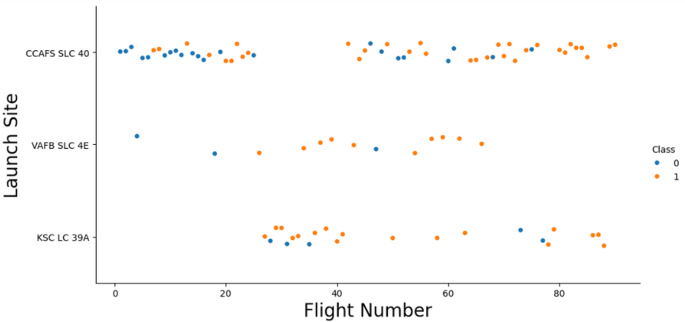 CCAFS SLC 40
VAFB SLC 4E
KSC LC 39A
Launch Site
0 20 40 60 80
Flight Number
Class
0
1